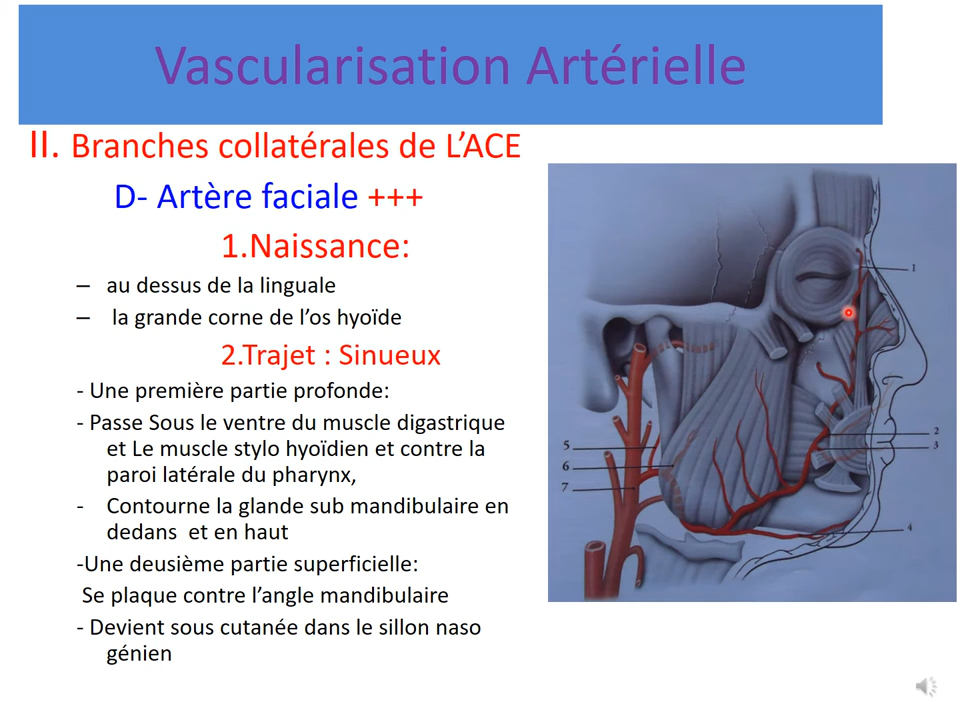 Vascularisation Artérielle
II. Branches collatérales de L'ACE
D- Artère faciale +++
1.Naissance:
– au dessus de la linguale
– la grande corne de l'os hyoïde
2.Trajet : Sinueux
- Une première partie profonde:
- Passe Sous le ventre du muscle digastrique
et Le muscle stylo hyoïdien et contre la
paroi latérale du pharynx,
- Contourne la glande sub mandibulaire en
dedans et en haut
-Une deusième partie superficielle:
Se plaque contre l'angle mandibulaire
- Devient sous cutanée dans le sillon naso
génien
1
2
3
5
6
7
4